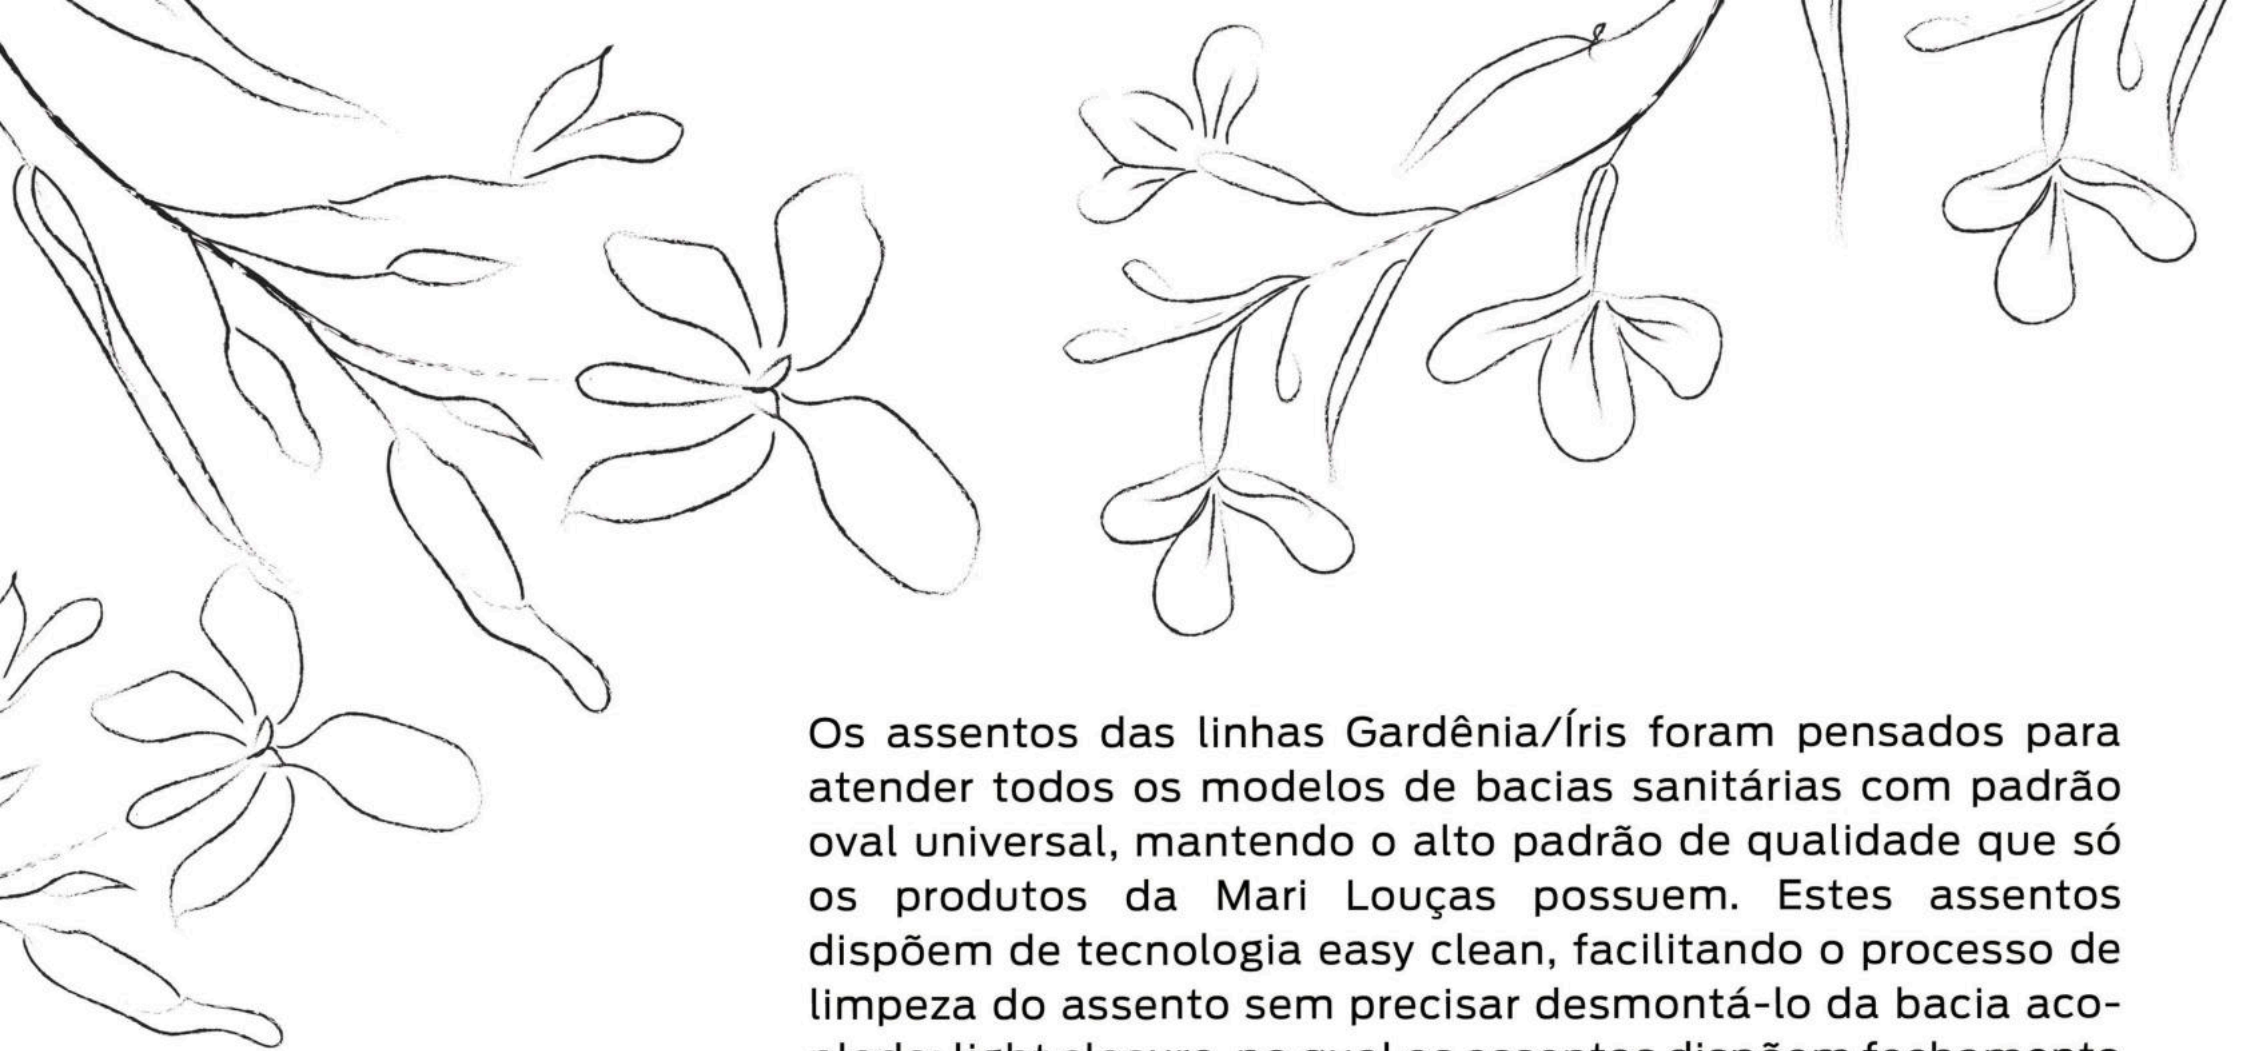 Os assentos das linhas Gardênia/Íris foram pensados para
atender todos os modelos de bacias sanitárias com padrão
oval universal, mantendo o alto padrão de qualidade que só
os produtos da Mari Louças possuem. Estes assentos
dispõem de tecnologia easy clean, facilitando o processo de
limpeza do assento sem precisar desmontá-lo da bacia aco-